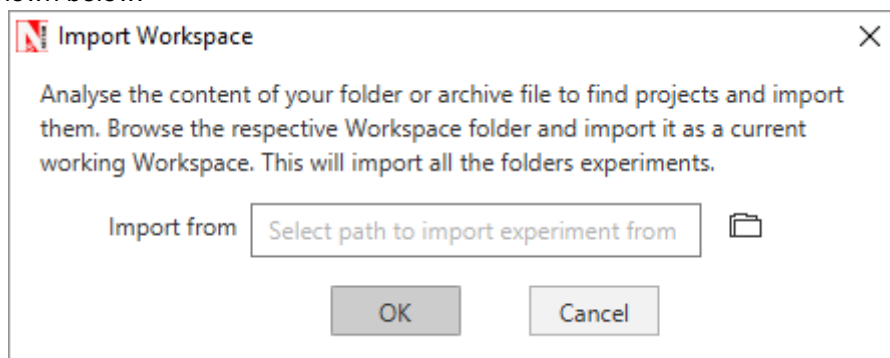 Import Workspace
Analyse the content of your folder or archive file to find projects and import
them. Browse the respective Workspace folder and import it as a current
working Workspace. This will import all the folders experiments.
Import from Select path to import experiment from
OK Cancel